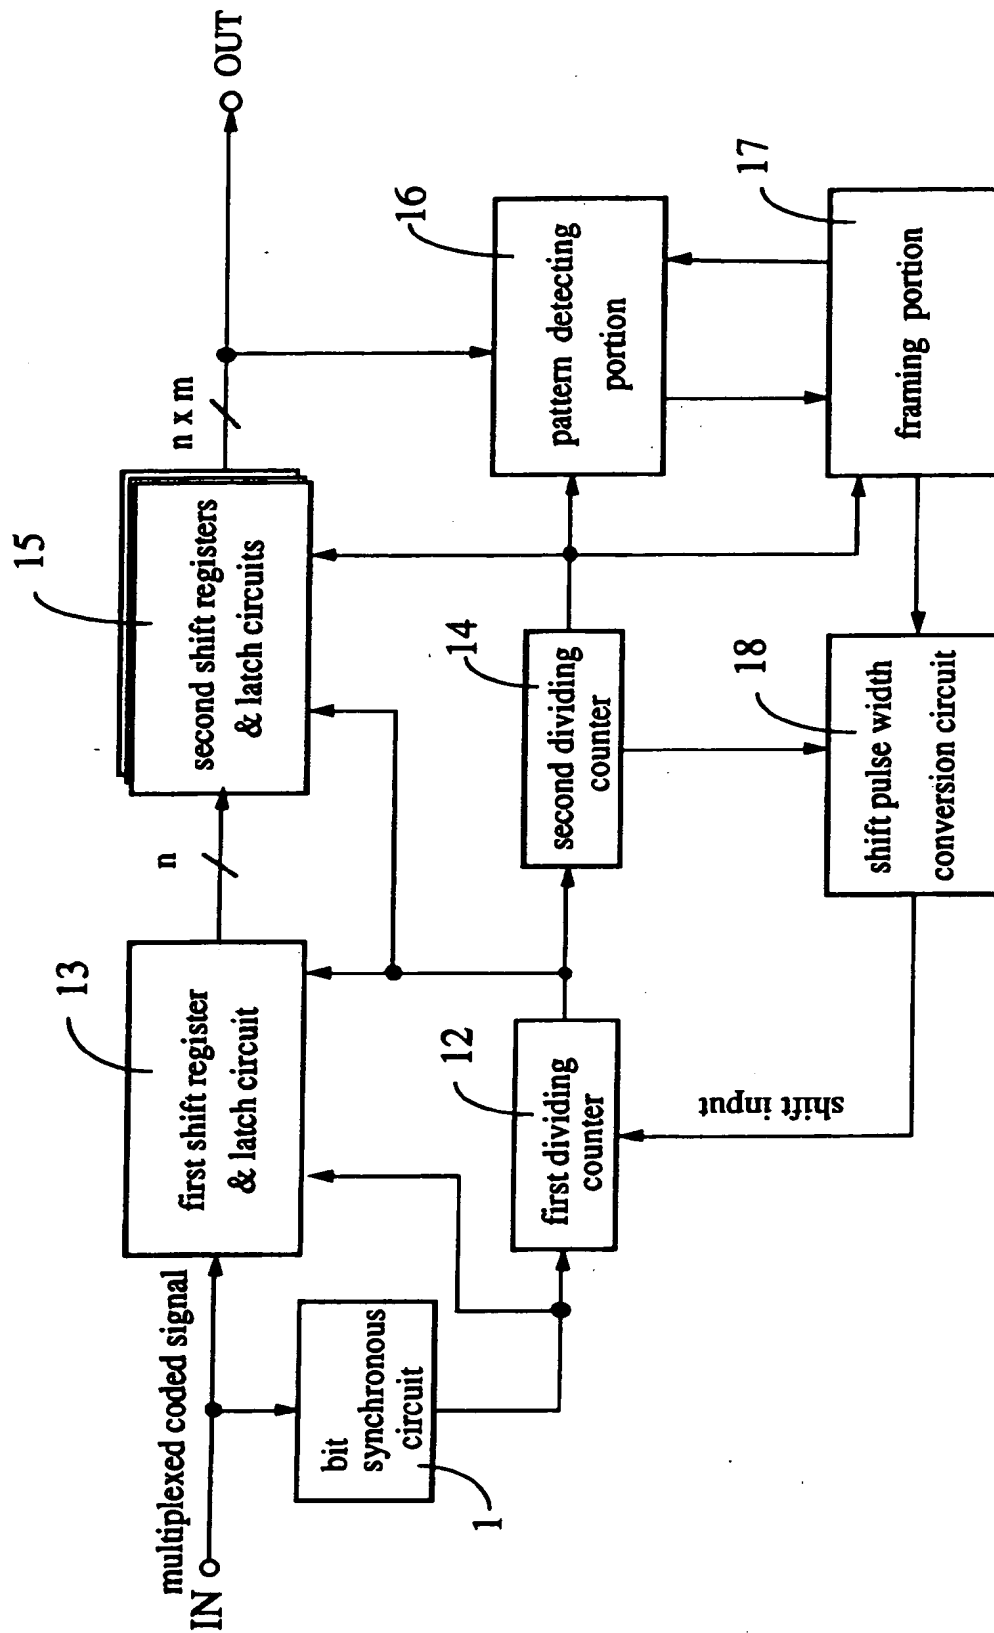 IN
multiplexed coded signal
OUT
13
first shift register
& latch circuit
n
15
second shift registers
& latch circuits
n x m
bit
synchronous
circuit
1
12
first dividing
counter
14
second dividing
counter
16
pattern detecting
portion
shift input
18
shift pulse width
conversion circuit
17
framing portion